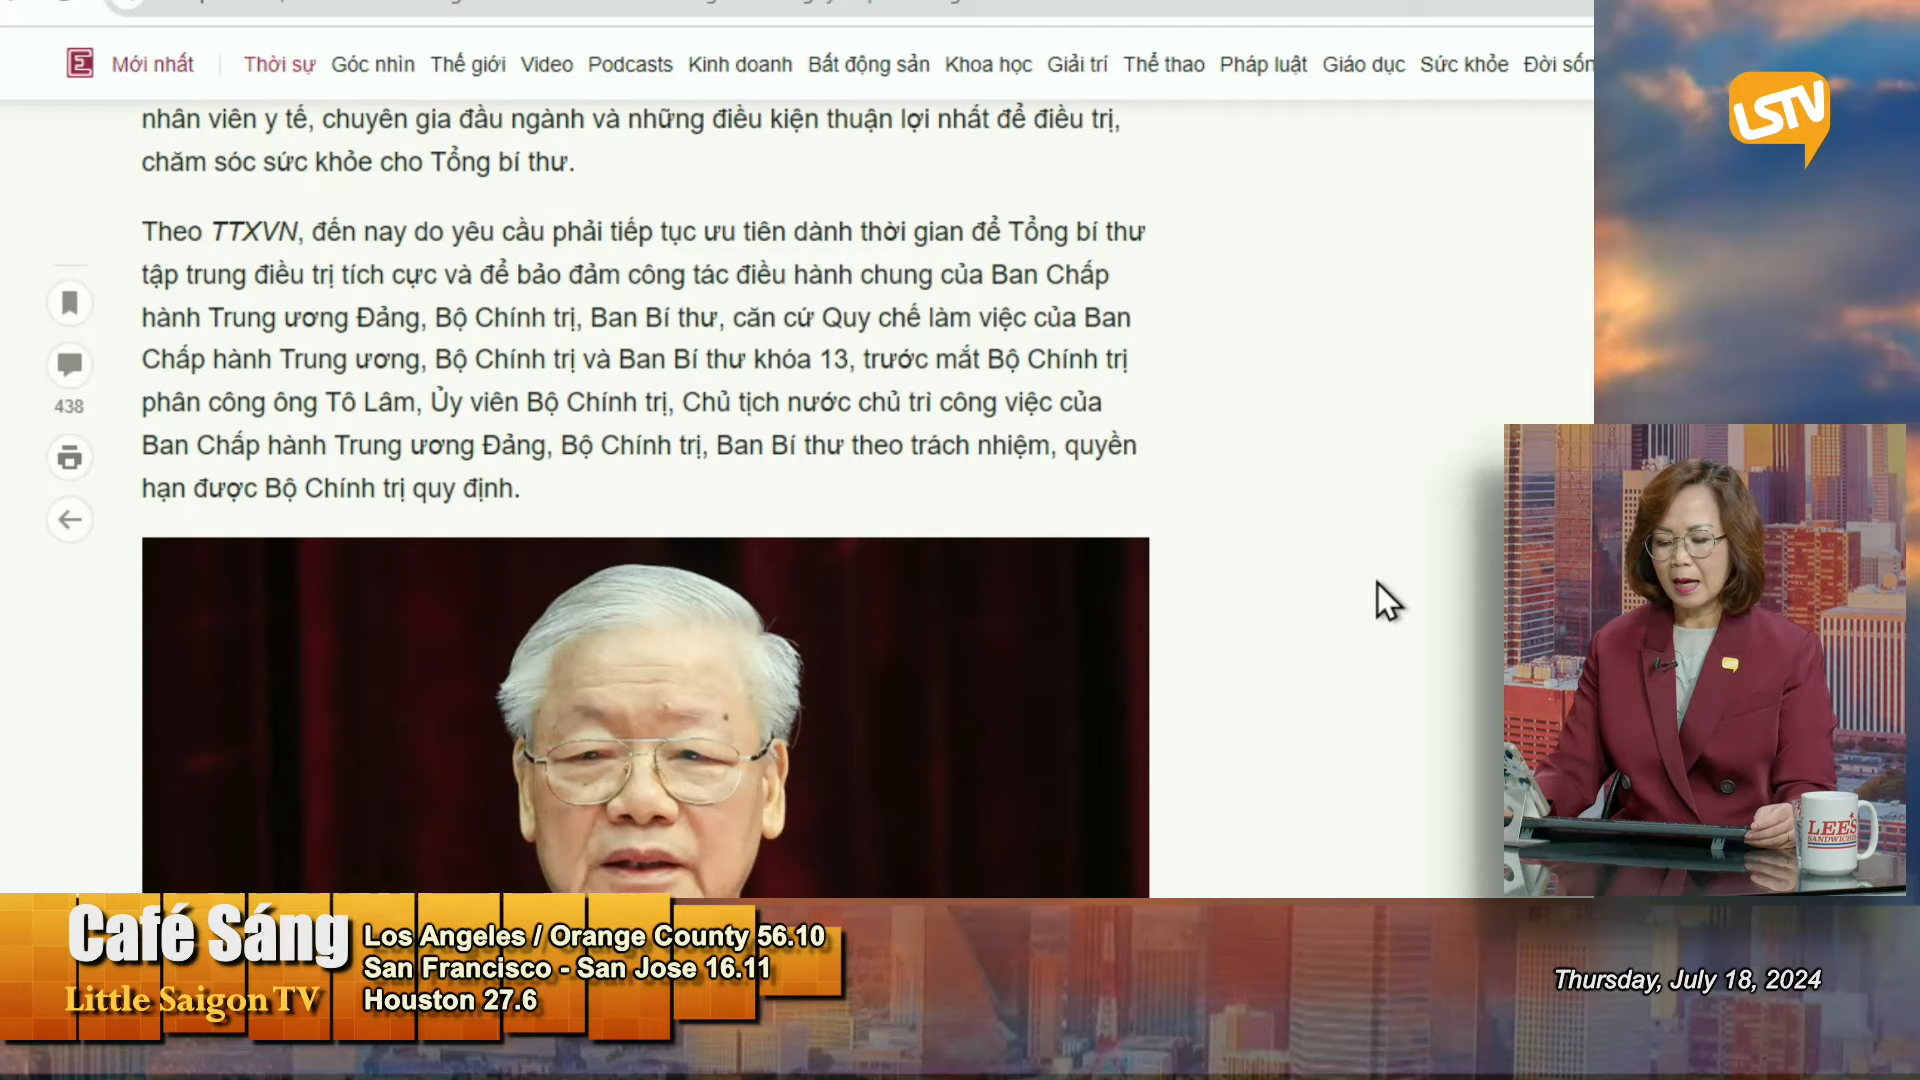 Mới nhất
Thời sự
Góc nhìn
Thế giới
Video
Podcasts
Kinh doanh
Bất động sản
Khoa học
Giải trí
Thể thao
Pháp luật
Giáo dục
Sức khỏe
Đời sốn
LSTV
nhân viên y tế, chuyên gia đầu ngành và những điều kiện thuận lợi nhất để điều trị,
chăm sóc sức khỏe cho Tổng bí thư.
Theo TTXVN, đến nay do yêu cầu phải tiếp tục ưu tiên dành thời gian để Tổng bí thư
tập trung điều trị tích cực và để bảo đảm công tác điều hành chung của Ban Chấp
hành Trung ương Đảng, Bộ Chính trị, Ban Bí thư, căn cứ Quy chế làm việc của Ban
Chấp hành Trung ương, Bộ Chính trị và Ban Bí thư khóa 13, trước mắt Bộ Chính trị
phân công ông Tô Lâm, Ủy viên Bộ Chính trị, Chủ tịch nước chủ trì công việc của
Ban Chấp hành Trung ương Đảng, Bộ Chính trị, Ban Bí thư theo trách nhiệm, quyền
hạn được Bộ Chính trị quy định.
438
LEE'S
SANDWICHES
Café Sáng
Little Saigon TV
Los Angeles / Orange County 56.10
San Francisco - San Jose 16.11
Houston 27.6
Thursday, July 18, 2024